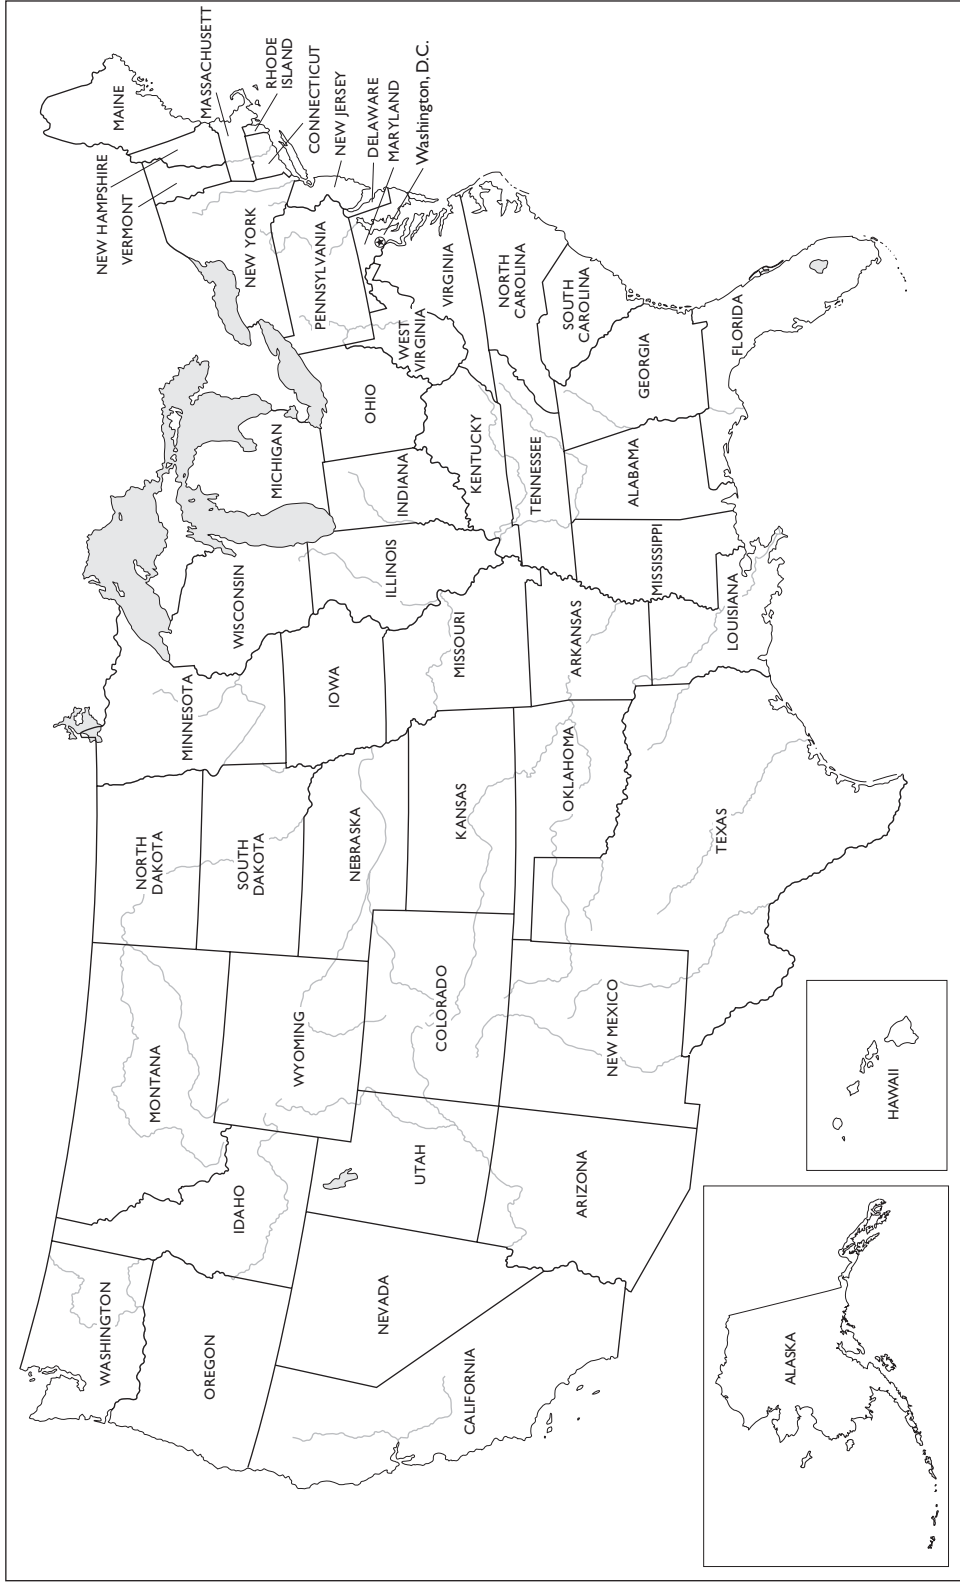 WASHINGTON
OREGON
CALIFORNIA
NEVADA
IDAHO
MONTANA
WYOMING
UTAH
ARIZONA
COLORADO
NEW MEXICO
NORTH
DAKOTA
SOUTH
DAKOTA
NEBRASKA
KANSAS
OKLAHOMA
TEXAS
MINNESOTA
IOWA
MISSOURI
ARKANSAS
LOUISIANA
WISCONSIN
ILLINOIS
MISSISSIPPI
MICHIGAN
INDIANA
KENTUCKY
TENNESSEE
ALABAMA
OHIO
WEST
VIRGINIA
GEORGIA
FLORIDA
SOUTH
CAROLINA
NORTH
CAROLINA
VIRGINIA
PENNSYLVANIA
NEW YORK
VERMONT
NEW HAMPSHIRE
MAINE
MASSACHUSETT
RHODE
ISLAND
CONNECTICUT
NEW JERSEY
DELAWARE
MARYLAND
Washington, D.C.
ALASKA
HAWAII